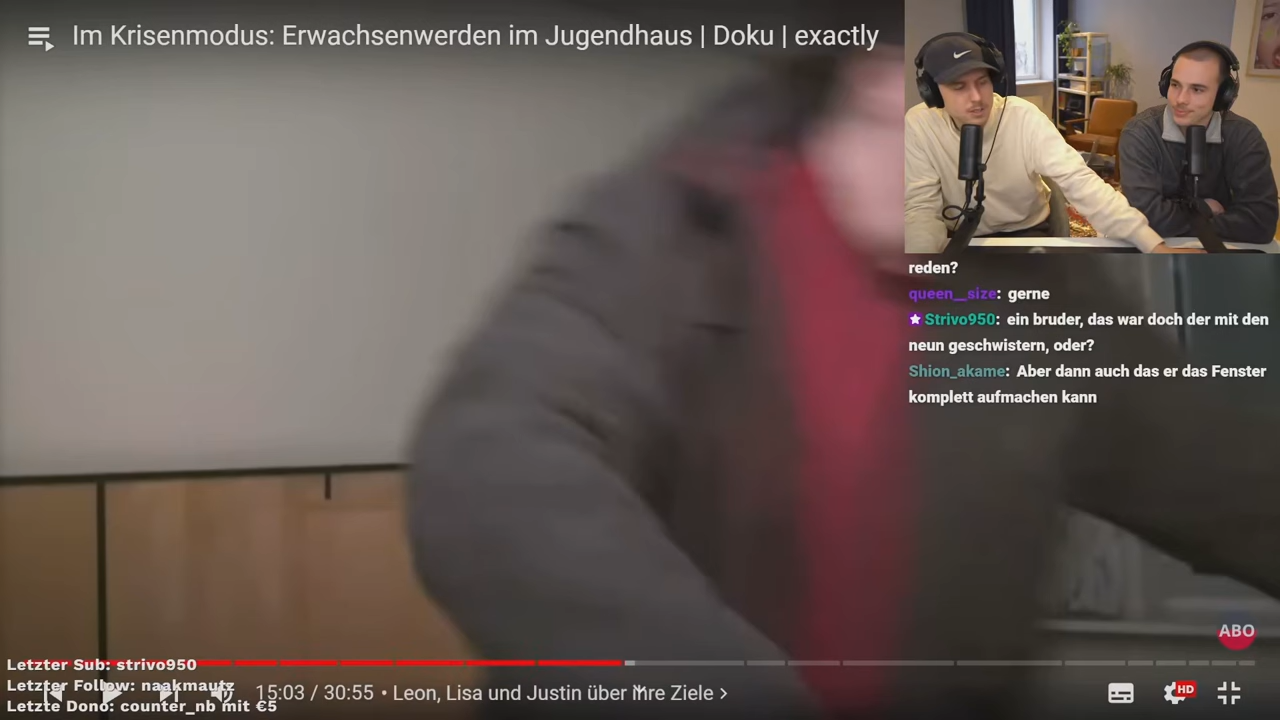 Im Krisenmodus: Erwachsenwerden im Jugendhaus | Doku | exactly
reden?
queen__size: gerne
Strivo950: ein bruder, das war doch der mit den
neun geschwistern, oder?
Shion_akame: Aber dann auch das er das Fenster
komplett aufmachen kann
ABO
Letzter Sub: strivo950
Letzter Follow: naakmautz
Letzte Dono: counter_nb mit €5
15:03 / 30:55 • Leon, Lisa und Justin über ihre Ziele
HD